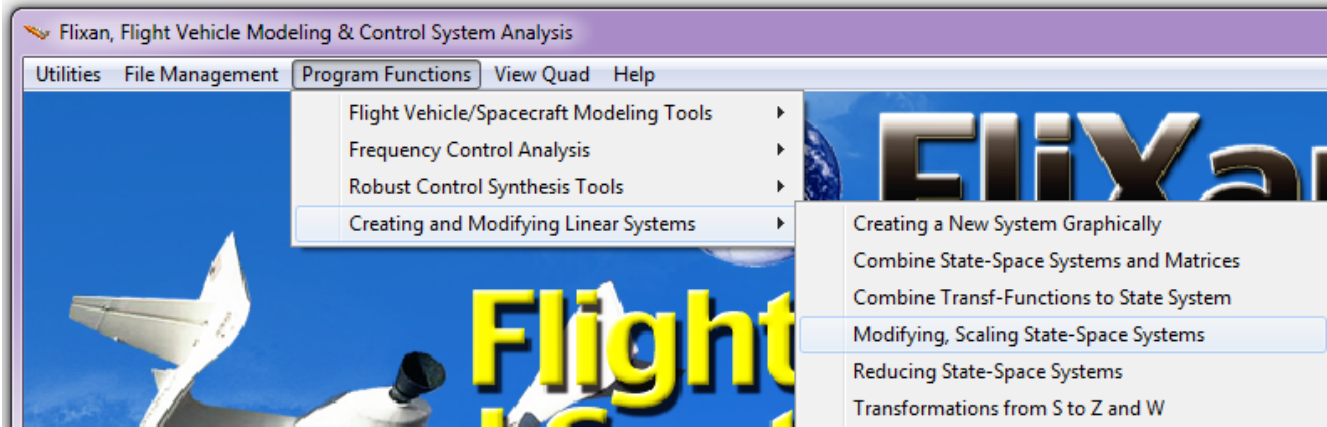 Flixan, Flight Vehicle Modeling & Control System Analysis
Utilities File Management Program Functions View Quad Help
Flight Vehicle/Spacecraft Modeling Tools
Frequency Control Analysis
Robust Control Synthesis Tools
Creating and Modifying Linear Systems
Creating a New System Graphically
Combine State-Space Systems and Matrices
Combine Transf-Functions to State System
Modifying, Scaling State-Space Systems
Reducing State-Space Systems
Transformations from S to Z and W
FliXan
Flight